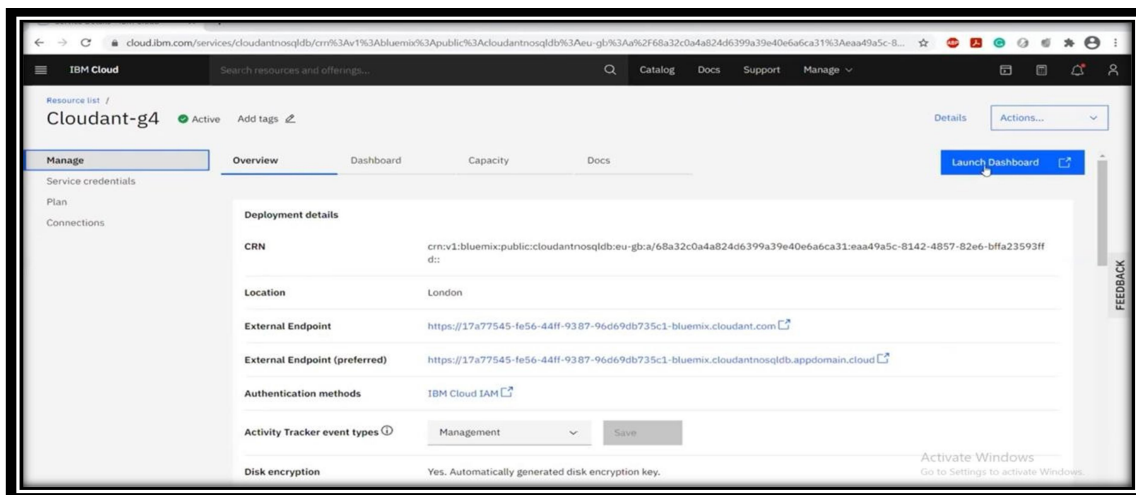 cloud.ibm.com/services/cloudantnosqldb/crn%3Av1%3Abluemix%3Apublic%3Acloudantnosqldb%3Aeu-gb%3Aa%2F68a32c0a4a824d6399a39e40e6a6ca31%3Aeaa49a5c-8...
IBM Cloud
Search resources and offerings...
Catalog
Docs
Support
Manage
Resource list /
Cloudant-g4
Active
Add tags
Details
Actions...
Manage
Service credentials
Plan
Connections
Overview
Dashboard
Capacity
Docs
Launch Dashboard
Deployment details
CRN
crn:v1:bluemix:public:cloudantnosqldb:eu-gb:a/68a32c0a4a824d6399a39e40e6a6ca31:eaa49a5c-8142-4857-82e6-bffa23593ff
d::
Location
London
External Endpoint
https://17a77545-fe56-44ff-9387-96d69db735c1-bluemix.cloudant.com
External Endpoint (preferred)
https://17a77545-fe56-44ff-9387-96d69db735c1-bluemix.cloudantnosqldb.appdomain.cloud
Authentication methods
IBM Cloud IAM
Activity Tracker event types
Management
Save
Disk encryption
Yes. Automatically generated disk encryption key.
FEEDBACK
Activate Windows
Go to Settings to activate Windows.